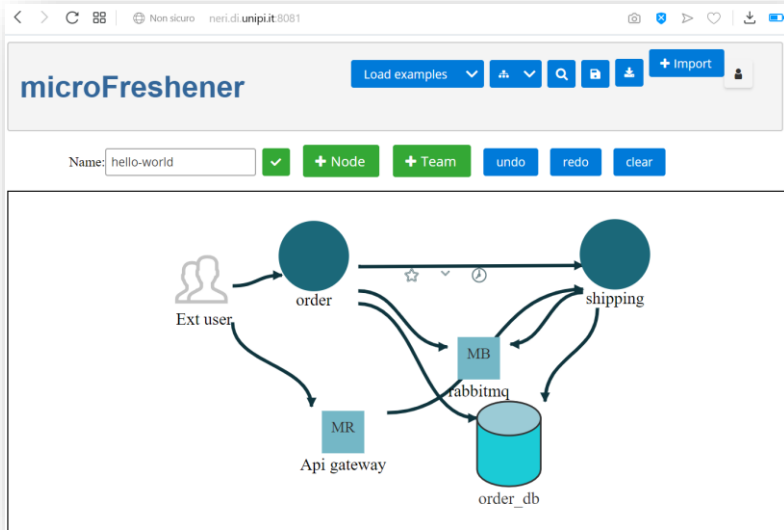 Non sicuro neri.di.unipi.it:8081
microFreshener
Load examples
+ Import
Name: hello-world
+ Node
+ Team
undo
redo
clear
order
shipping
Ext user
MB
rabbitmq
MR
Api gateway
order_db